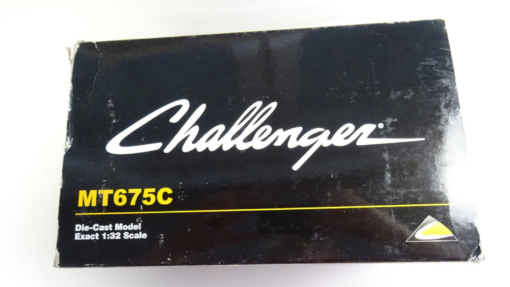 Challenger®
MT675C
Die-Cast Model
Exact 1:32 Scale